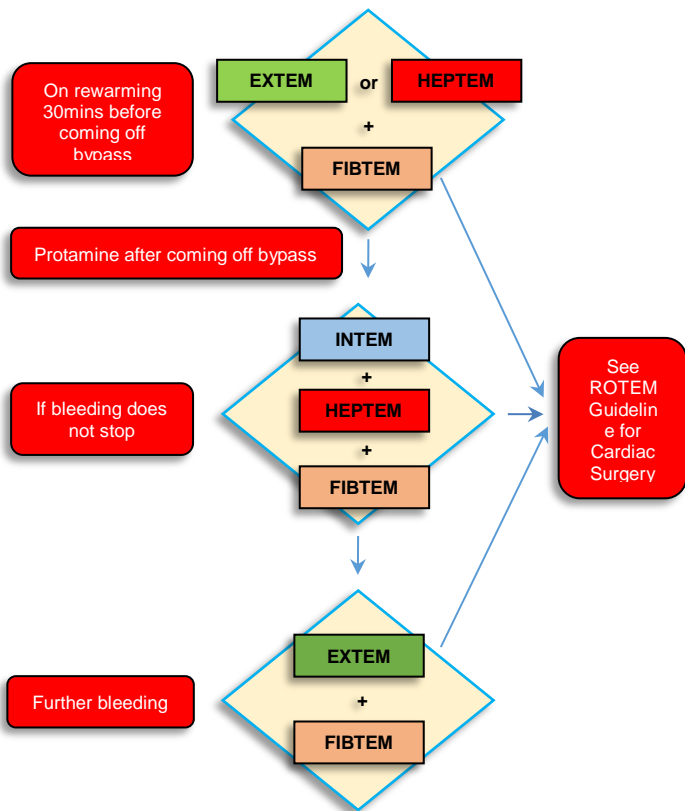 EXTEM or HEPTEM
+
FIBTEM
On rewarming
30mins before
coming off
bypass
Protamine after coming off bypass
INTEM
+
HEPTEM
+
FIBTEM
If bleeding does
not stop
See
ROTEM
Guidelin
e for
Cardiac
Surgery
EXTEM
+
FIBTEM
Further bleeding